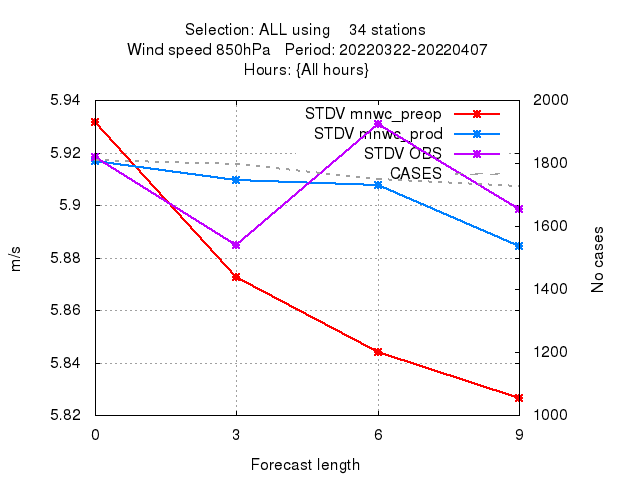 Selection: ALL using    34 stations
Wind speed 850hPa   Period: 20220322-20220407
Hours: {All hours}
5.94
5.92
5.9
5.88
5.86
5.84
5.82
m/s
STDV mnwc_preop
STDV mnwc_prod
STDV OBS
CASES
2000
1800
1600
1400
1200
1000
No cases
0 3 6 9
Forecast length